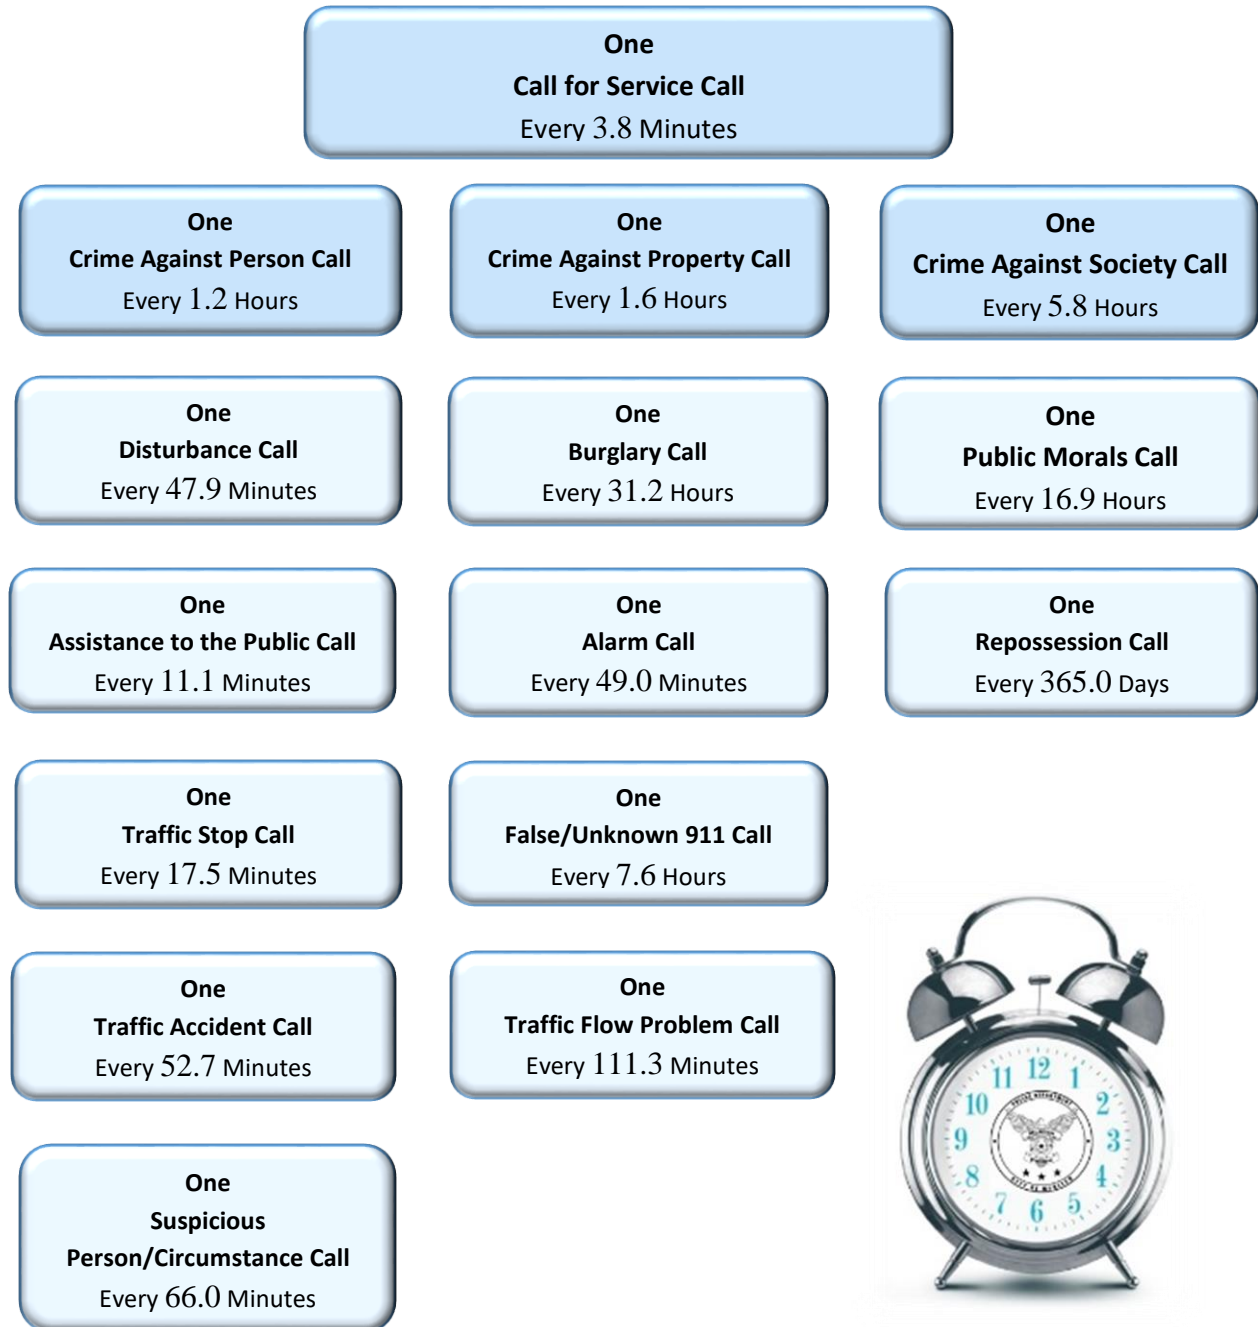 One
Call for Service Call
Every 3.8 Minutes
One
Crime Against Person Call
Every 1.2 Hours
One
Crime Against Property Call
Every 1.6 Hours
One
Crime Against Society Call
Every 5.8 Hours
One
Disturbance Call
Every 47.9 Minutes
One
Burglary Call
Every 31.2 Hours
One
Public Morals Call
Every 16.9 Hours
One
Assistance to the Public Call
Every 11.1 Minutes
One
Alarm Call
Every 49.0 Minutes
One
Repossession Call
Every 365.0 Days
One
Traffic Stop Call
Every 17.5 Minutes
One
False/Unknown 911 Call
Every 7.6 Hours
One
Traffic Accident Call
Every 52.7 Minutes
One
Traffic Flow Problem Call
Every 111.3 Minutes
One
Suspicious
Person/Circumstance Call
Every 66.0 Minutes
12
1
2
3
4
5
6
7
8
9
10
11
POLICE DEPARTMENT